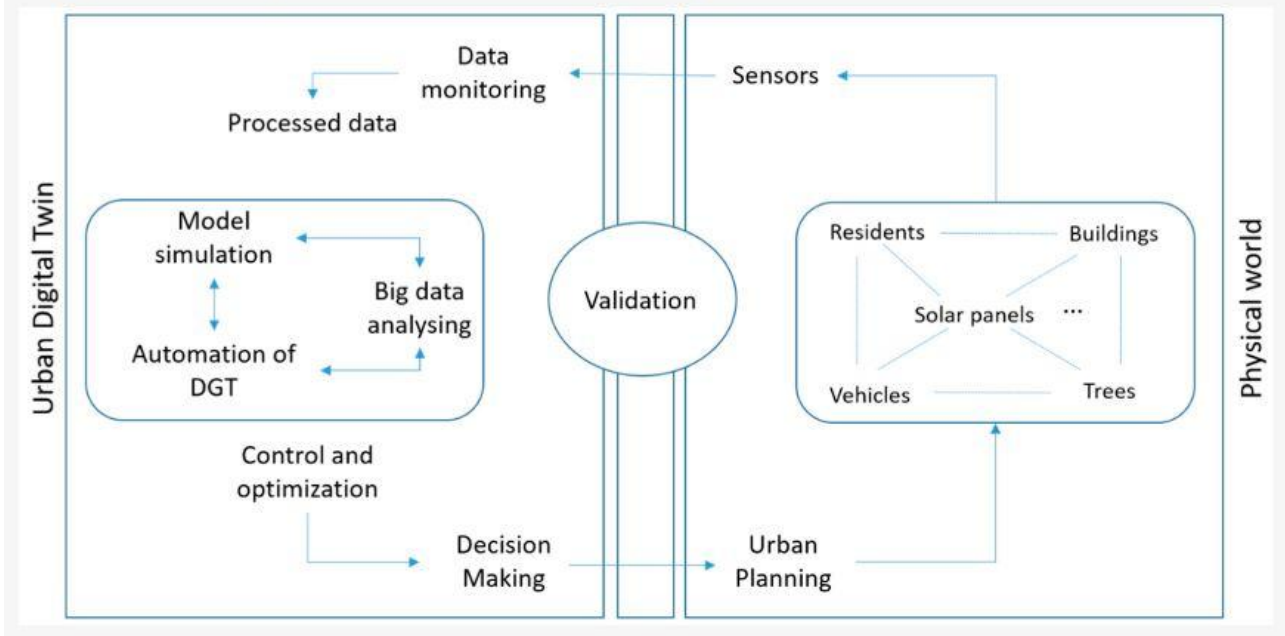 Urban Digital Twin
Data
monitoring
Processed data
Model
simulation
Big data
analysing
Automation of
DGT
Control and
optimization
Decision
Making
Validation
Sensors
Residents
Buildings
Solar panels
...
Vehicles
Trees
Urban
Planning
Physical world